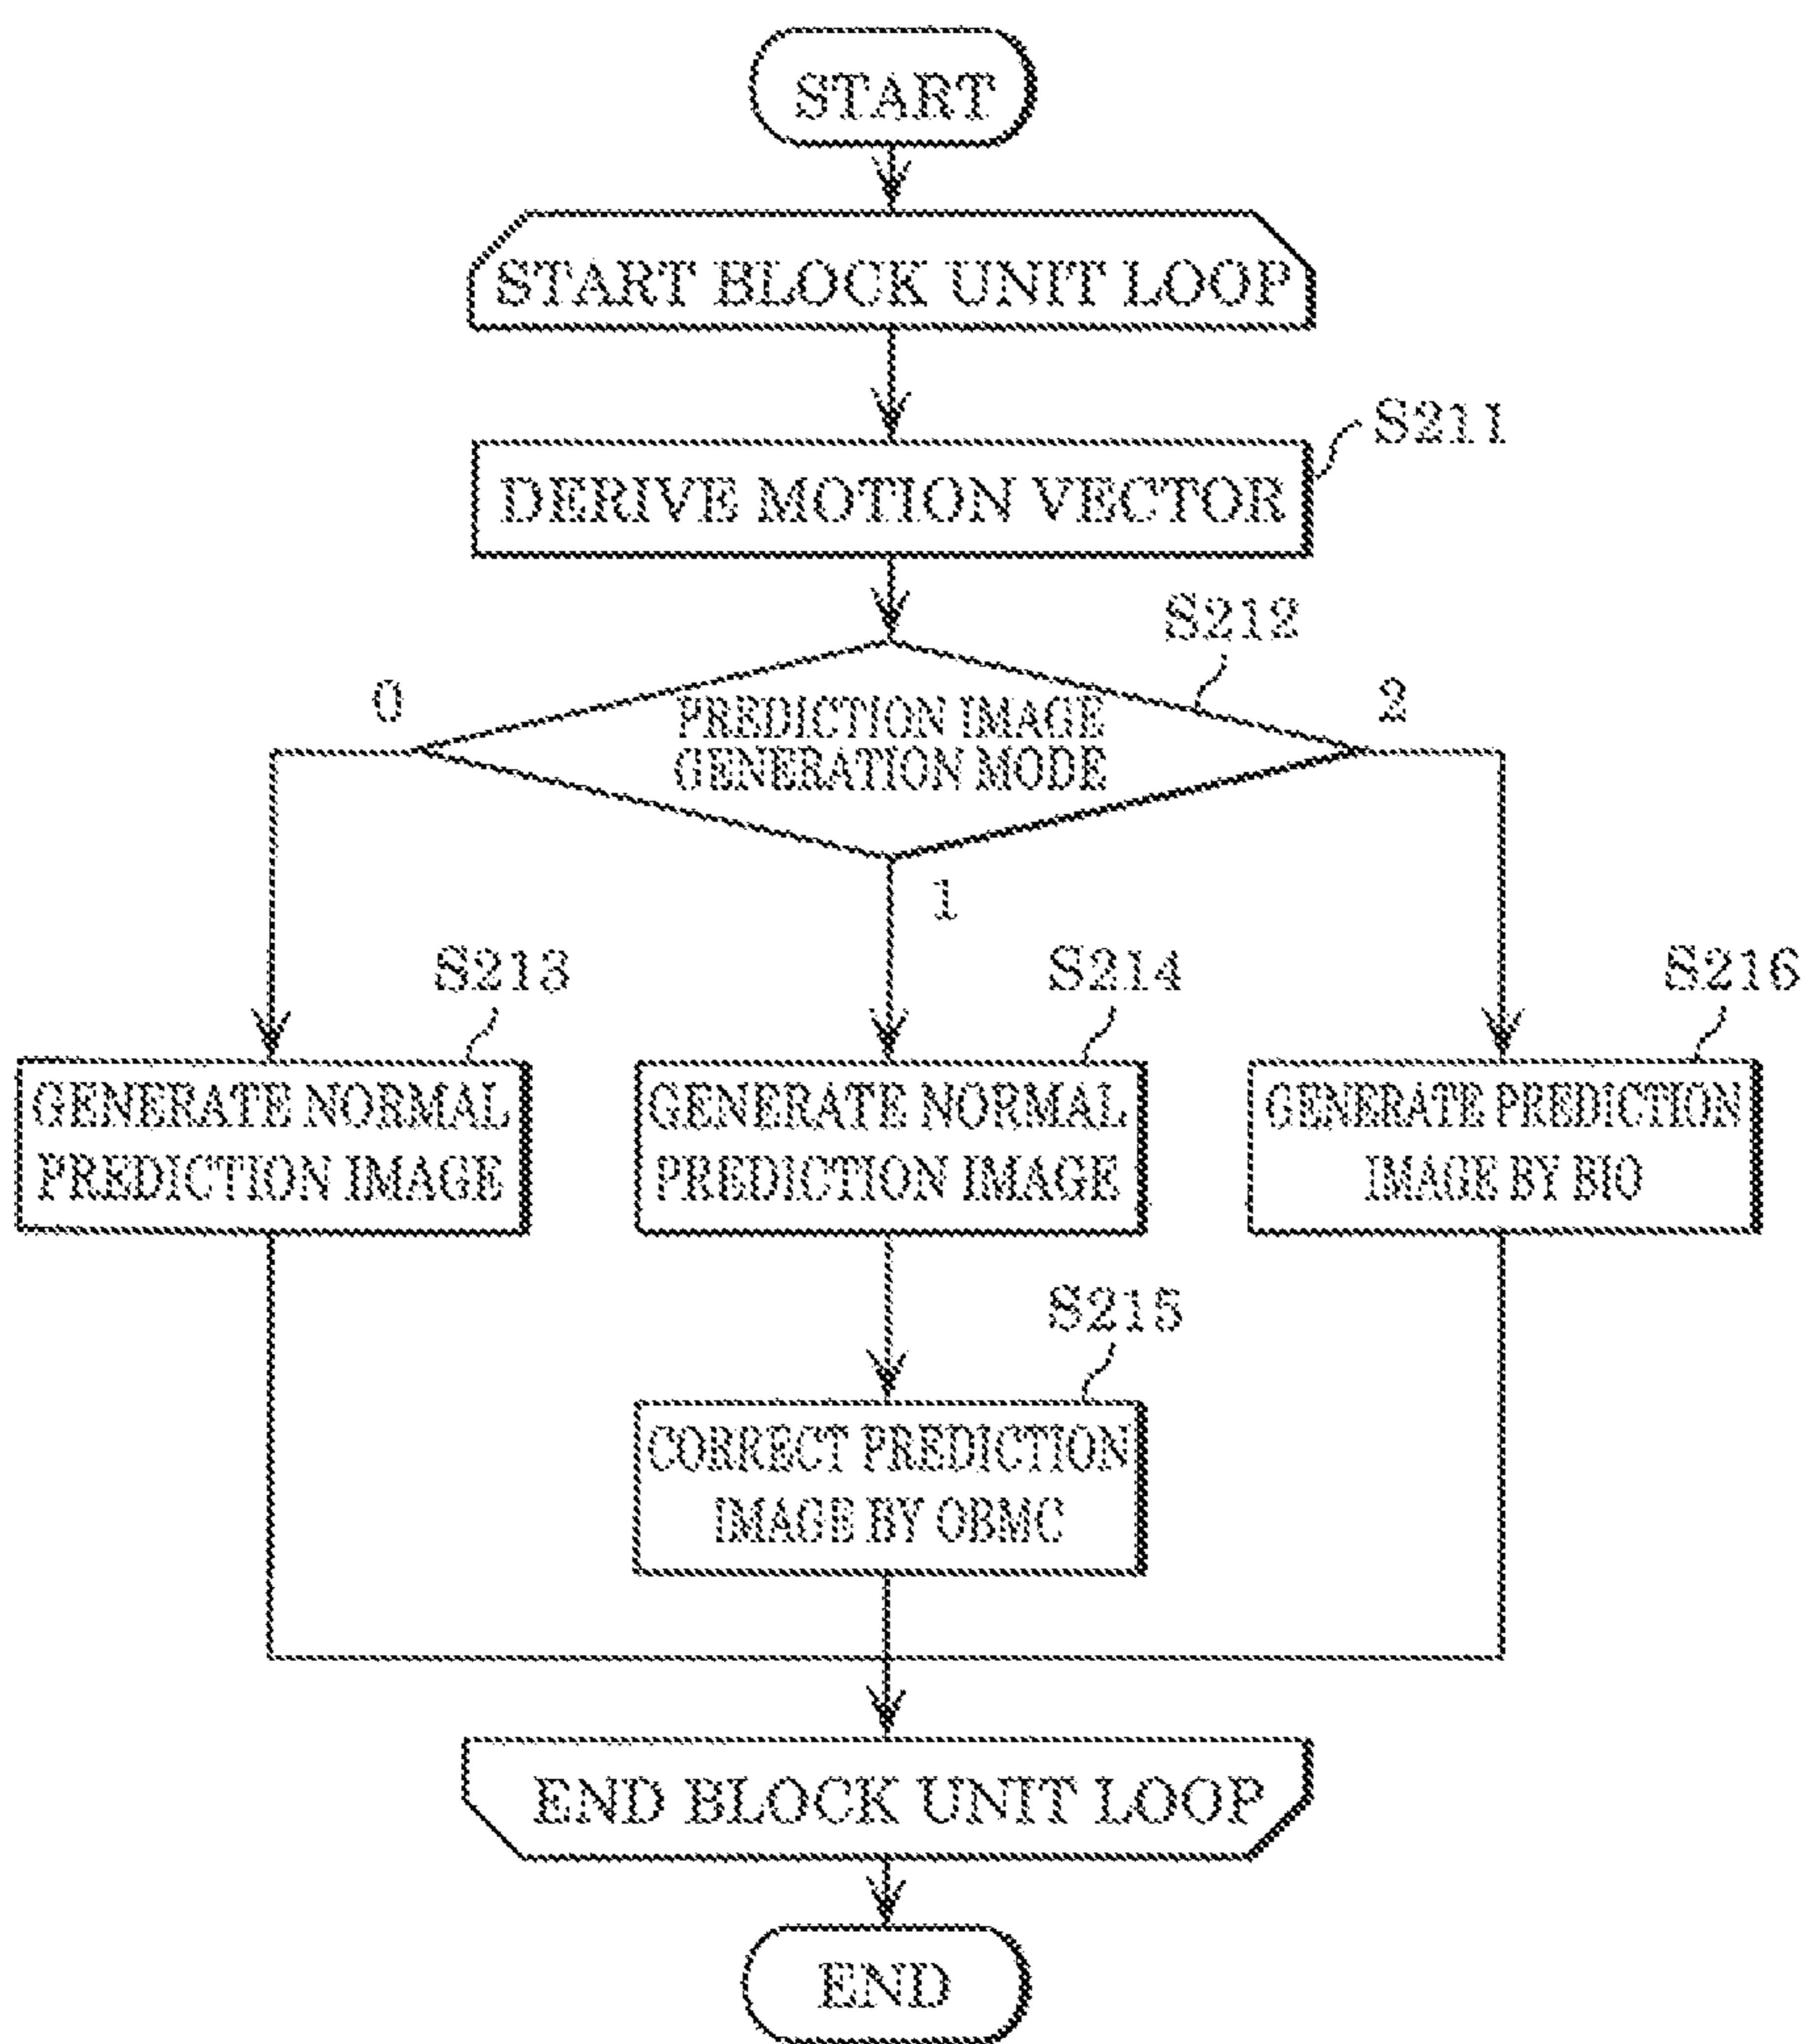 START
START BLOCK UNIT LOOP
S211
DERIVE MOTION VECTOR
S212
0
2
PREDICTION IMAGE
GENERATION MODE
1
S213
S214
S216
GENERATE NORMAL
PREDICTION IMAGE
GENERATE NORMAL
PREDICTION IMAGE
GENERATE PREDICTION
IMAGE BY BIO
S215
CORRECT PREDICTION
IMAGE BY OBMC
END BLOCK UNIT LOOP
END